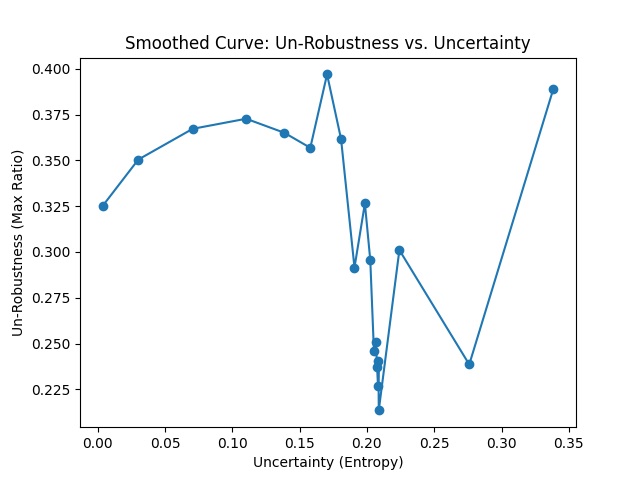 Smoothed Curve: Un-Robustness vs. Uncertainty
Un-Robustness (Max Ratio)
0.400
0.375
0.350
0.325
0.300
0.275
0.250
0.225
0.00 0.05 0.10 0.15 0.20 0.25 0.30 0.35
Uncertainty (Entropy)